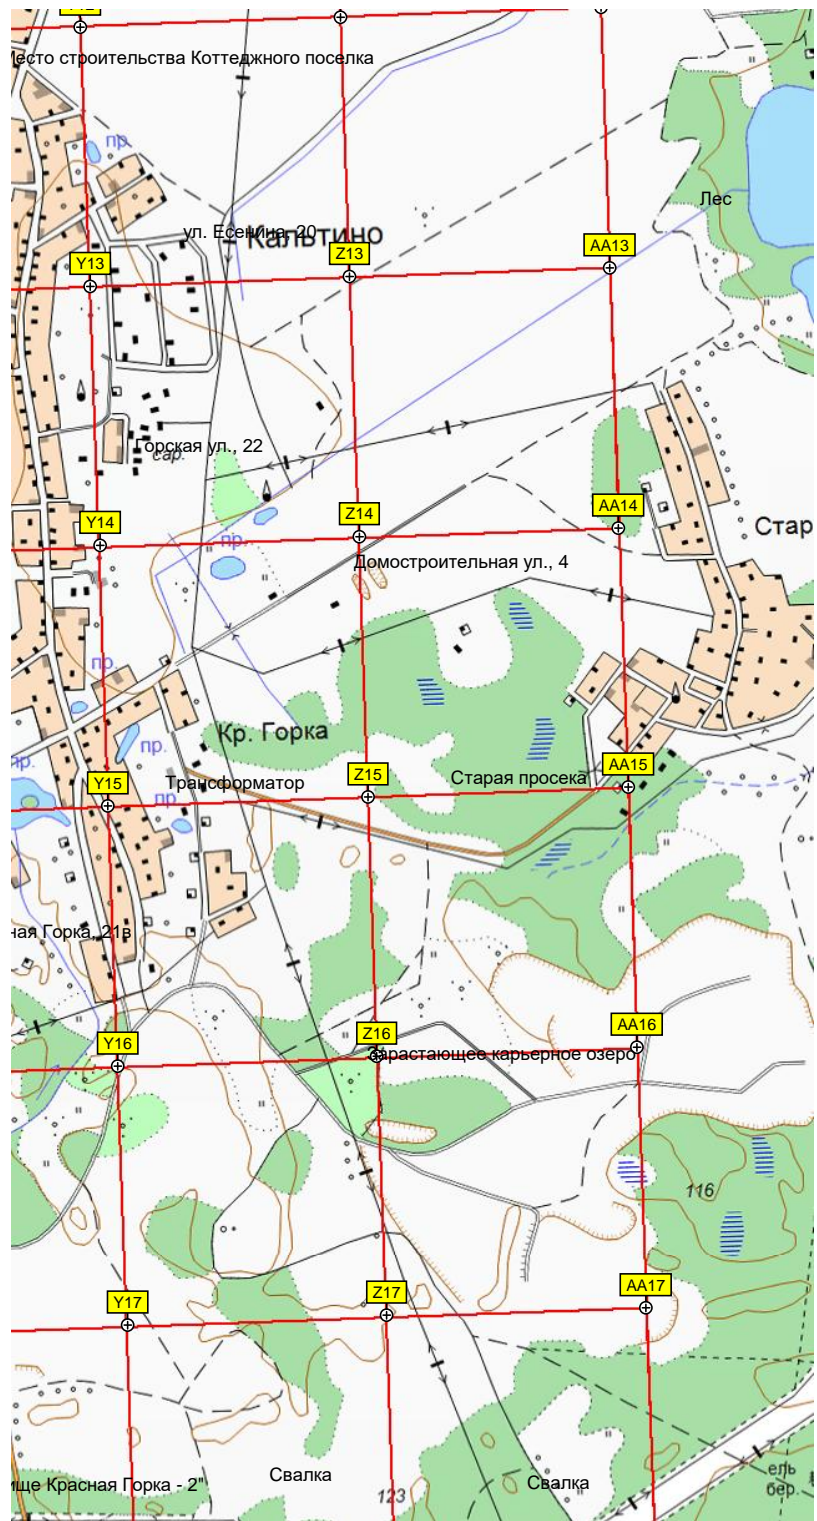 Место строительства Коттеджного поселка
пр.
Лес
ул. Есенина, 20
Кальтино
Y13
Z13
AA13
Горская ул., 22
сар.
Y14
Z14
AA14
Стар
пр.
Домостроительная ул., 4
пр.
Кр. Горка
пр.
пр.
Y15
Трансформатор
Z15
Старая просека
AA15
пр.
ная Горка, 21в
Y16
Z16
AA16
Зарастающее карьерное озеро
116
Y17
Z17
AA17
ель
бер.
ище Красная Горка - 2"
Свалка
Свалка
123